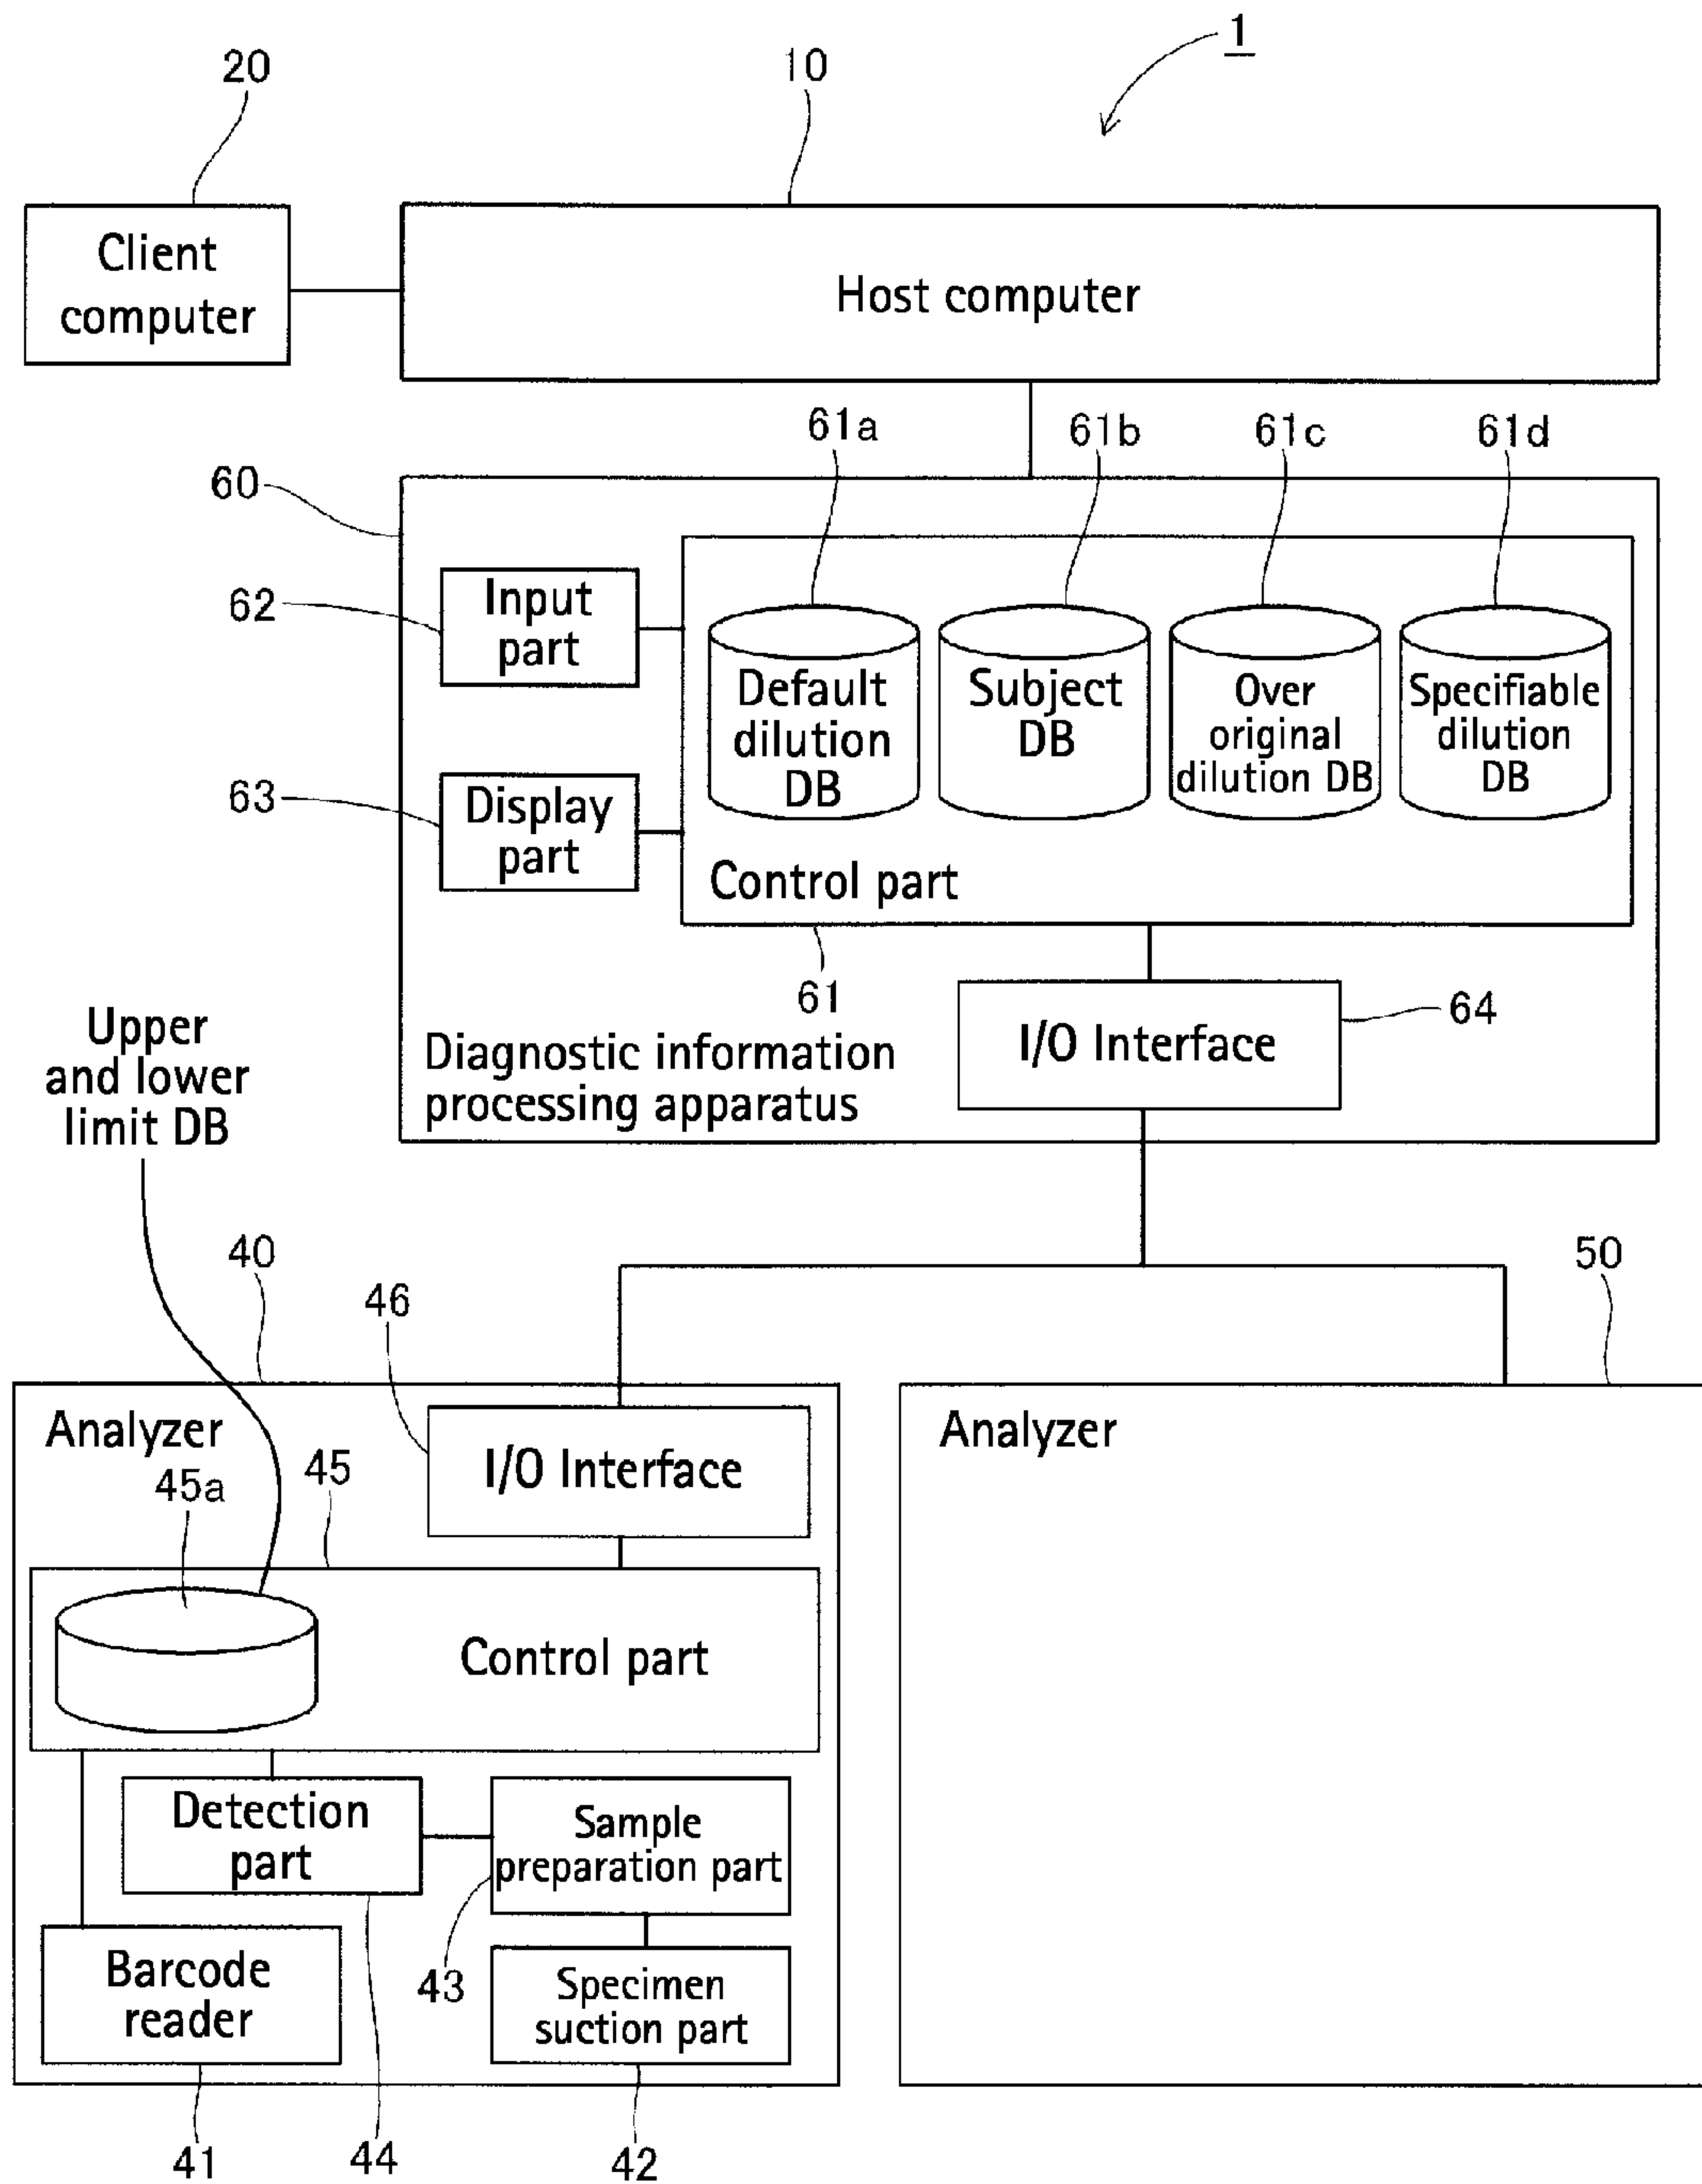 1
20
10
Client
computer
Host computer
61a
61b
61c
61d
60
62
Input
part
Default
dilution
DB
Subject
DB
Over
original
dilution DB
Specifiable
dilution
DB
63
Display
part
Control part
61
64
I/O Interface
Diagnostic information
processing apparatus
Upper
and lower
limit DB
40
46
50
Analyzer
45a
45
I/O Interface
Analyzer
Control part
Detection
part
Sample
preparation part
43
Barcode
reader
Specimen
suction part
41
44
42